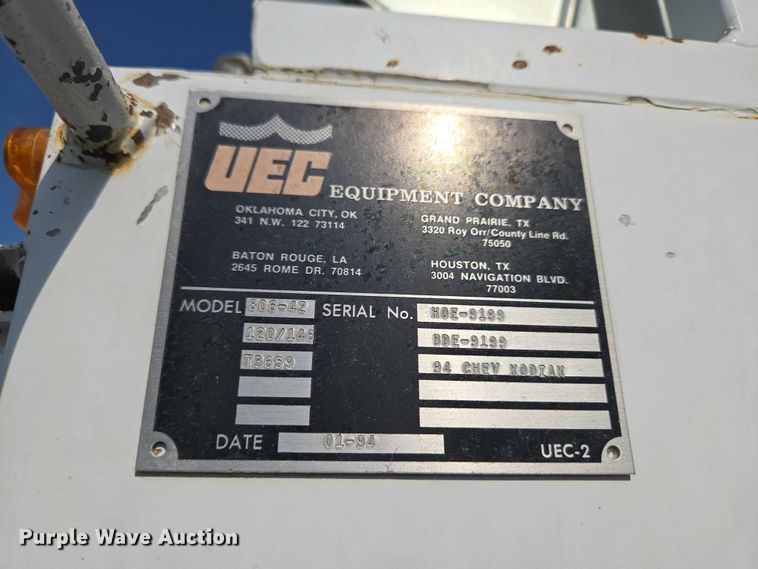 UEC EQUIPMENT COMPANY
OKLAHOMA CITY, OK
341 N.W. 122 73114
GRAND PRAIRIE, TX
3320 Roy Orr/County Line Rd.
75050
BATON ROUGE, LA
2645 ROME DR. 70814
HOUSTON, TX
3004 NAVIGATION BLVD.
77003
MODEL 806-42 SERIAL No. HOE-9199
120/146 BDE-9199
T3659 94 CHEV KODIAK
DATE 01-94 UEC-2
Purple Wave Auction